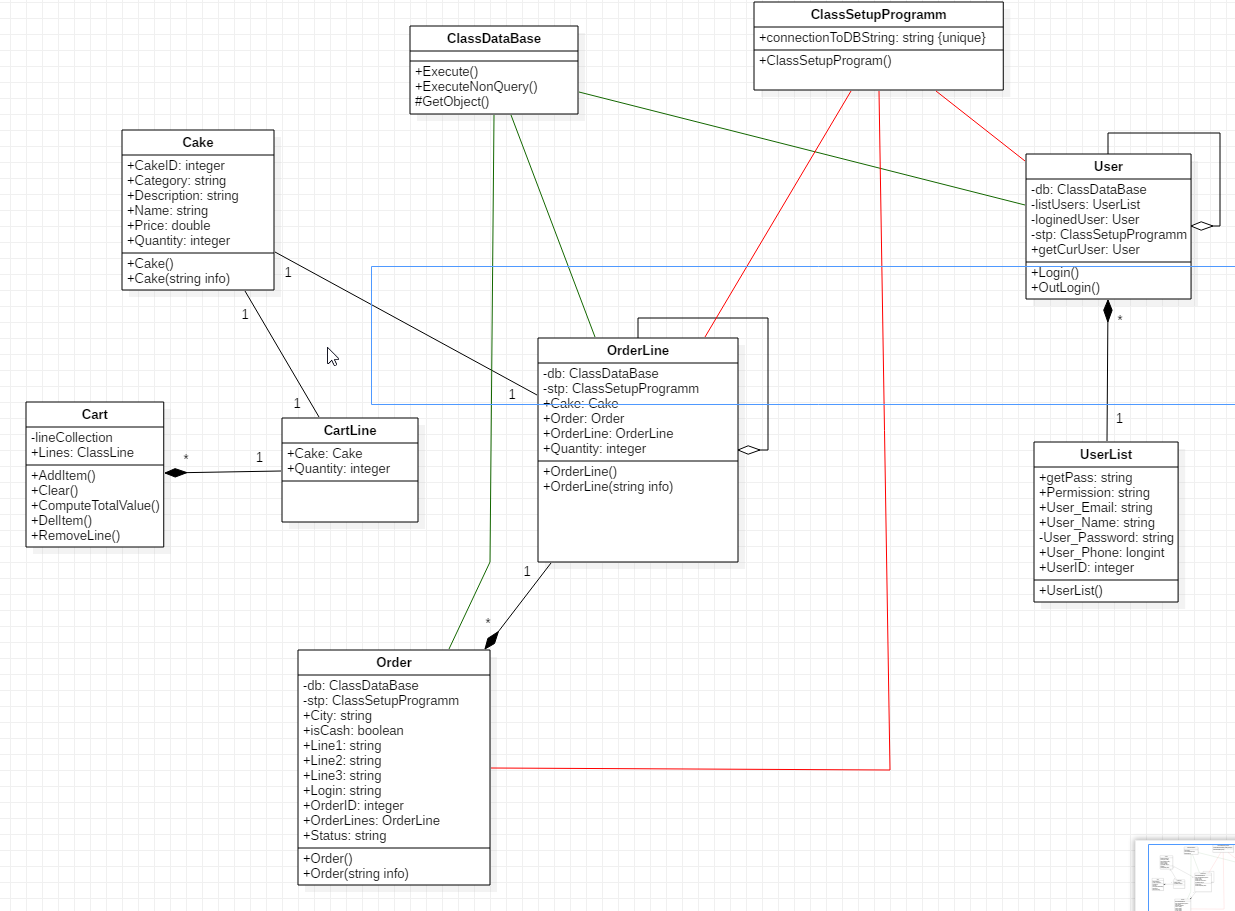 ClassSetupProgramm
+connectionToDBString: string {unique}
+ClassSetupProgram()
ClassDataBase
+Execute()
+ExecuteNonQuery()
#GetObject()
Cake
+CakeID: integer
+Category: string
+Description: string
+Name: string
+Price: double
+Quantity: integer
+Cake()
+Cake(string info)
1
1
User
-db: ClassDataBase
-listUsers: UserList
-loginedUser: User
-stp: ClassSetupProgramm
+getCurUser: User
+Login()
+OutLogin()
*
1
OrderLine
-db: ClassDataBase
-stp: ClassSetupProgramm
+Cake: Cake
+Order: Order
+OrderLine: OrderLine
+Quantity: integer
+OrderLine()
+OrderLine(string info)
1
1
Cart
-lineCollection
+Lines: ClassLine
+AddItem()
+Clear()
+ComputeTotalValue()
+DelItem()
+RemoveLine()
*
1
CartLine
+Cake: Cake
+Quantity: integer
UserList
+getPass: string
+Permission: string
+User_Email: string
+User_Name: string
-User_Password: string
+User_Phone: longint
+UserID: integer
+UserList()
1
*
Order
-db: ClassDataBase
-stp: ClassSetupProgramm
+City: string
+isCash: boolean
+Line1: string
+Line2: string
+Line3: string
+Login: string
+OrderID: integer
+OrderLines: OrderLine
+Status: string
+Order()
+Order(string info)